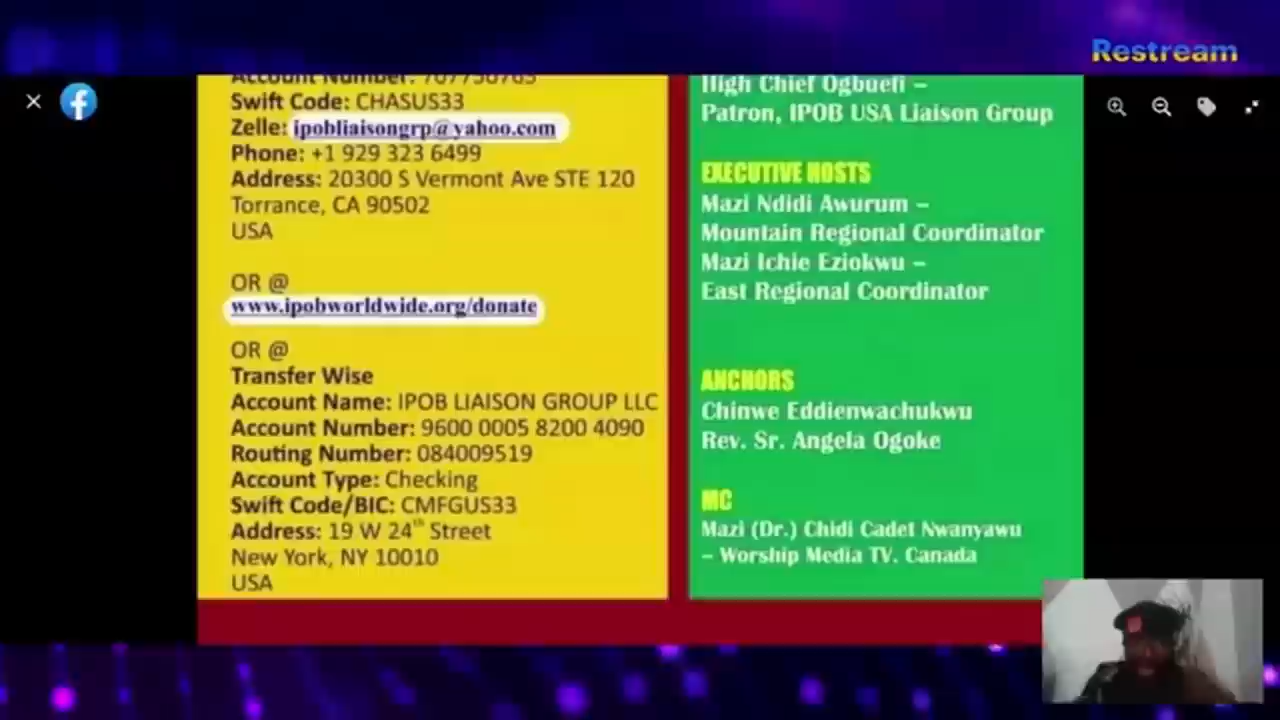 Restream
Account Number: 707750765
Swift Code: CHASUS33
Zelle: ipobliaisongrp@yahoo.com
Phone: +1 929 323 6499
Address: 20300 S Vermont Ave STE 120
Torrance, CA 90502
USA
OR @
www.ipobworldwide.org/donate
OR @
Transfer Wise
Account Name: IPOB LIAISON GROUP LLC
Account Number: 9600 0005 8200 4090
Routing Number: 084009519
Account Type: Checking
Swift Code/BIC: CMFGUS33
Address: 19 W 24th Street
New York, NY 10010
USA
High Chief Ogbuefi –
Patron, IPOB USA Liaison Group
EXECUTIVE HOSTS
Mazi Ndidi Awurum –
Mountain Regional Coordinator
Mazi Ichie Eziokwu –
East Regional Coordinator
ANCHORS
Chinwe Eddienwachukwu
Rev. Sr. Angela Ogoke
MC
Mazi (Dr.) Chidi Cadet Nwanyawu
– Worship Media TV. Canada